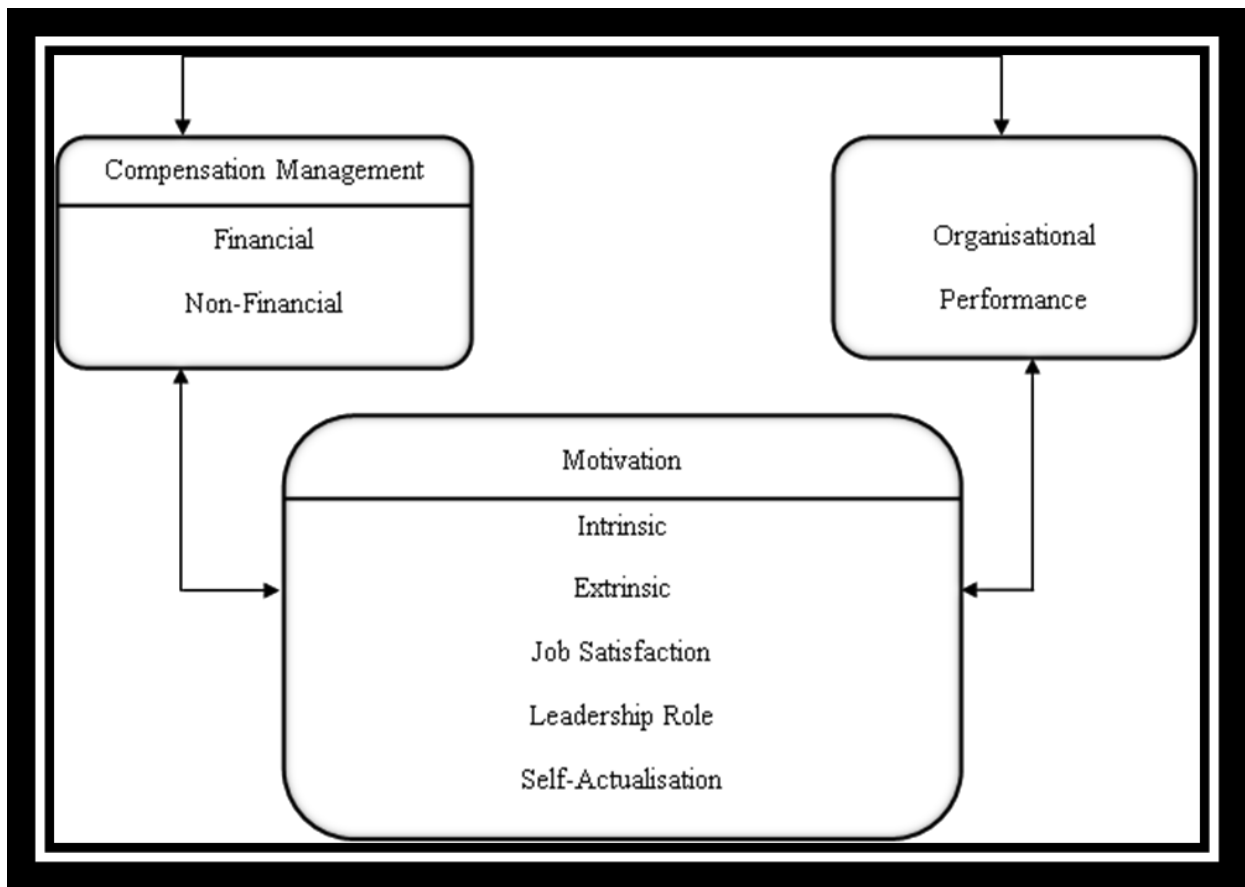 Compensation Management
Financial
Non-Financial
Organisational
Performance
Motivation
Intrinsic
Extrinsic
Job Satisfaction
Leadership Role
Self-Actualisation